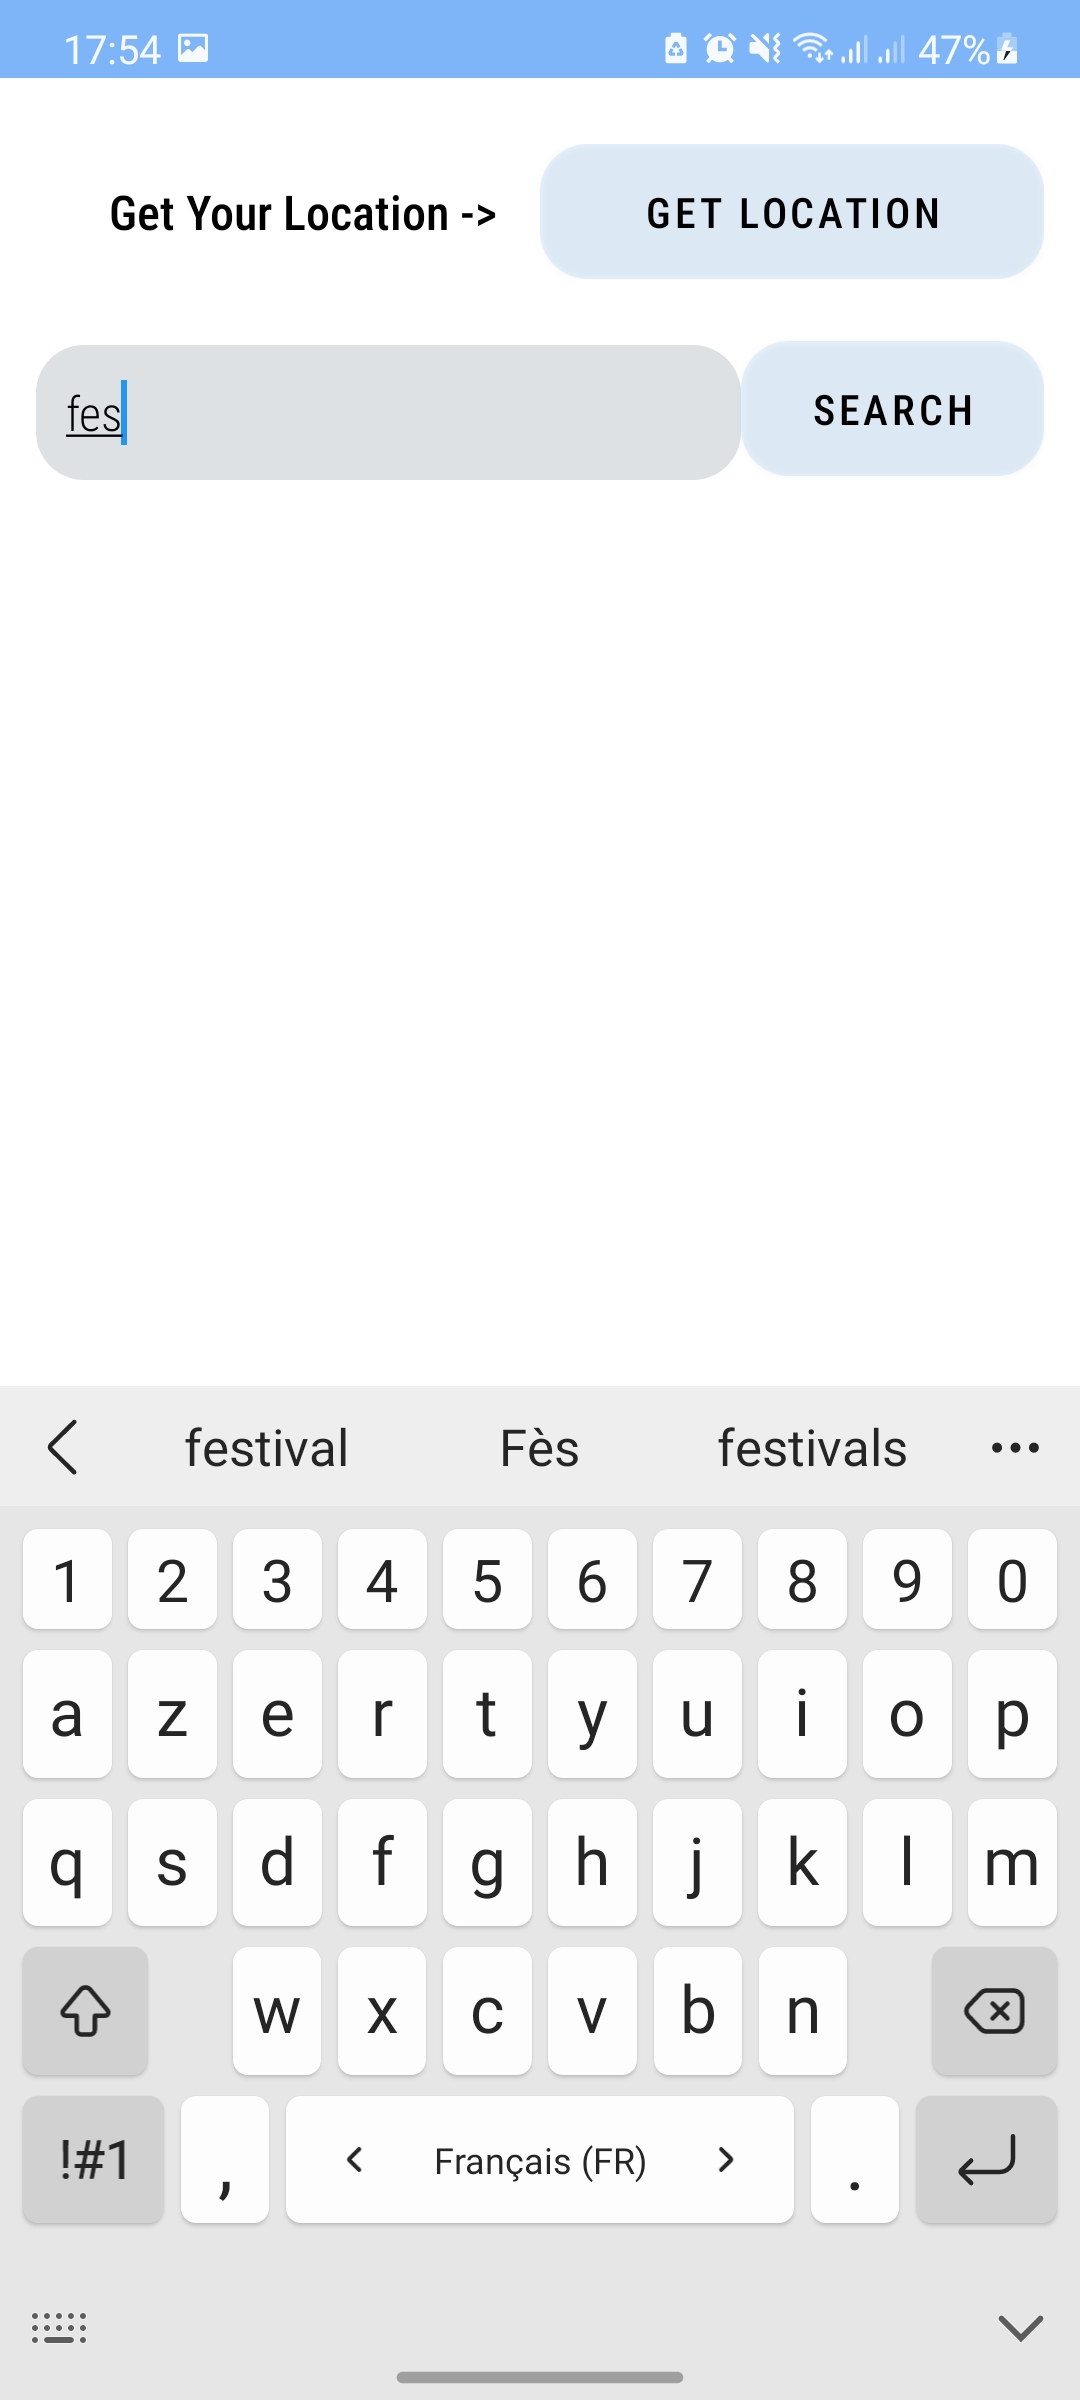 17:54 47%
Get Your Location -> GET LOCATION
fes SEARCH
festival Fès festivals
1 2 3 4 5 6 7 8 9 0
a z e r t y u i o p
q s d f g h j k l m
w x c v b n
!#1 , Français (FR) .